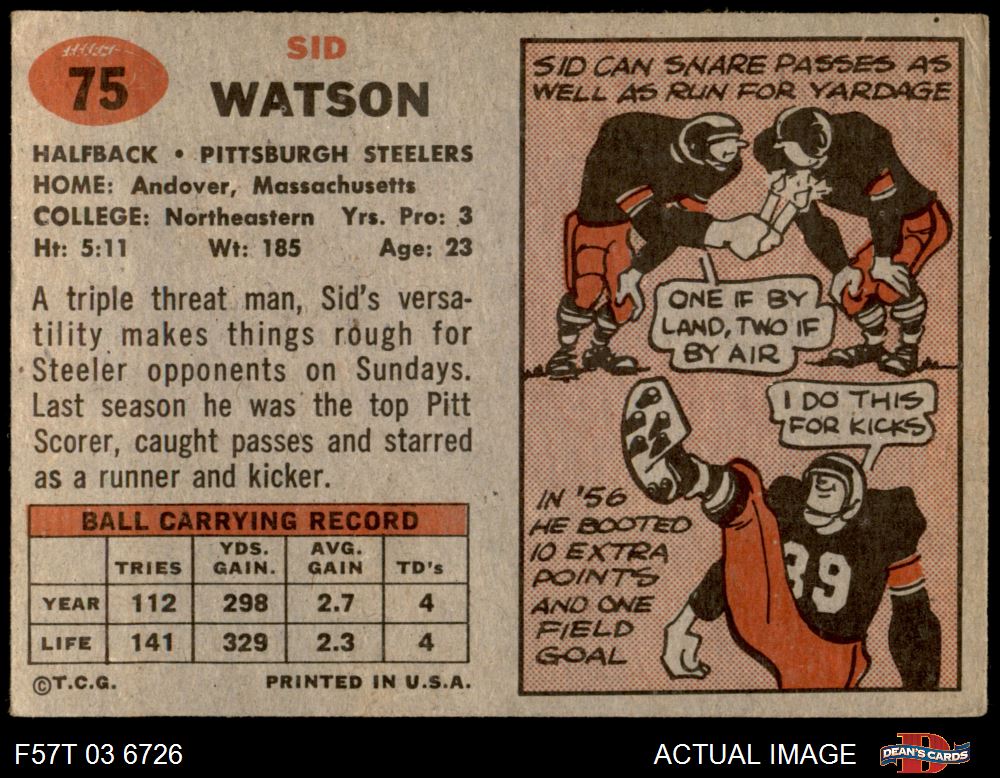 75
SID
WATSON
HALFBACK • PITTSBURGH STEELERS
HOME: Andover, Massachusetts
COLLEGE: Northeastern Yrs. Pro: 3
Ht: 5:11 Wt: 185 Age: 23
A triple threat man, Sid's versa-
tility makes things rough for
Steeler opponents on Sundays.
Last season he was the top Pitt
Scorer, caught passes and starred
as a runner and kicker.
BALL CARRYING RECORD
TRIES YDS. GAIN. AVG. GAIN TD's
YEAR 112 298 2.7 4
LIFE 141 329 2.3 4
©T.C.G. PRINTED IN U.S.A.
SID CAN SNARE PASSES AS
WELL AS RUN FOR YARDAGE
ONE IF BY
LAND, TWO IF
BY AIR
I DO THIS
FOR KICKS
IN '56
HE BOOTED
10 EXTRA
POINTS
AND ONE
FIELD
GOAL
39
F57T 03 6726 ACTUAL IMAGE DEAN'S CARDS